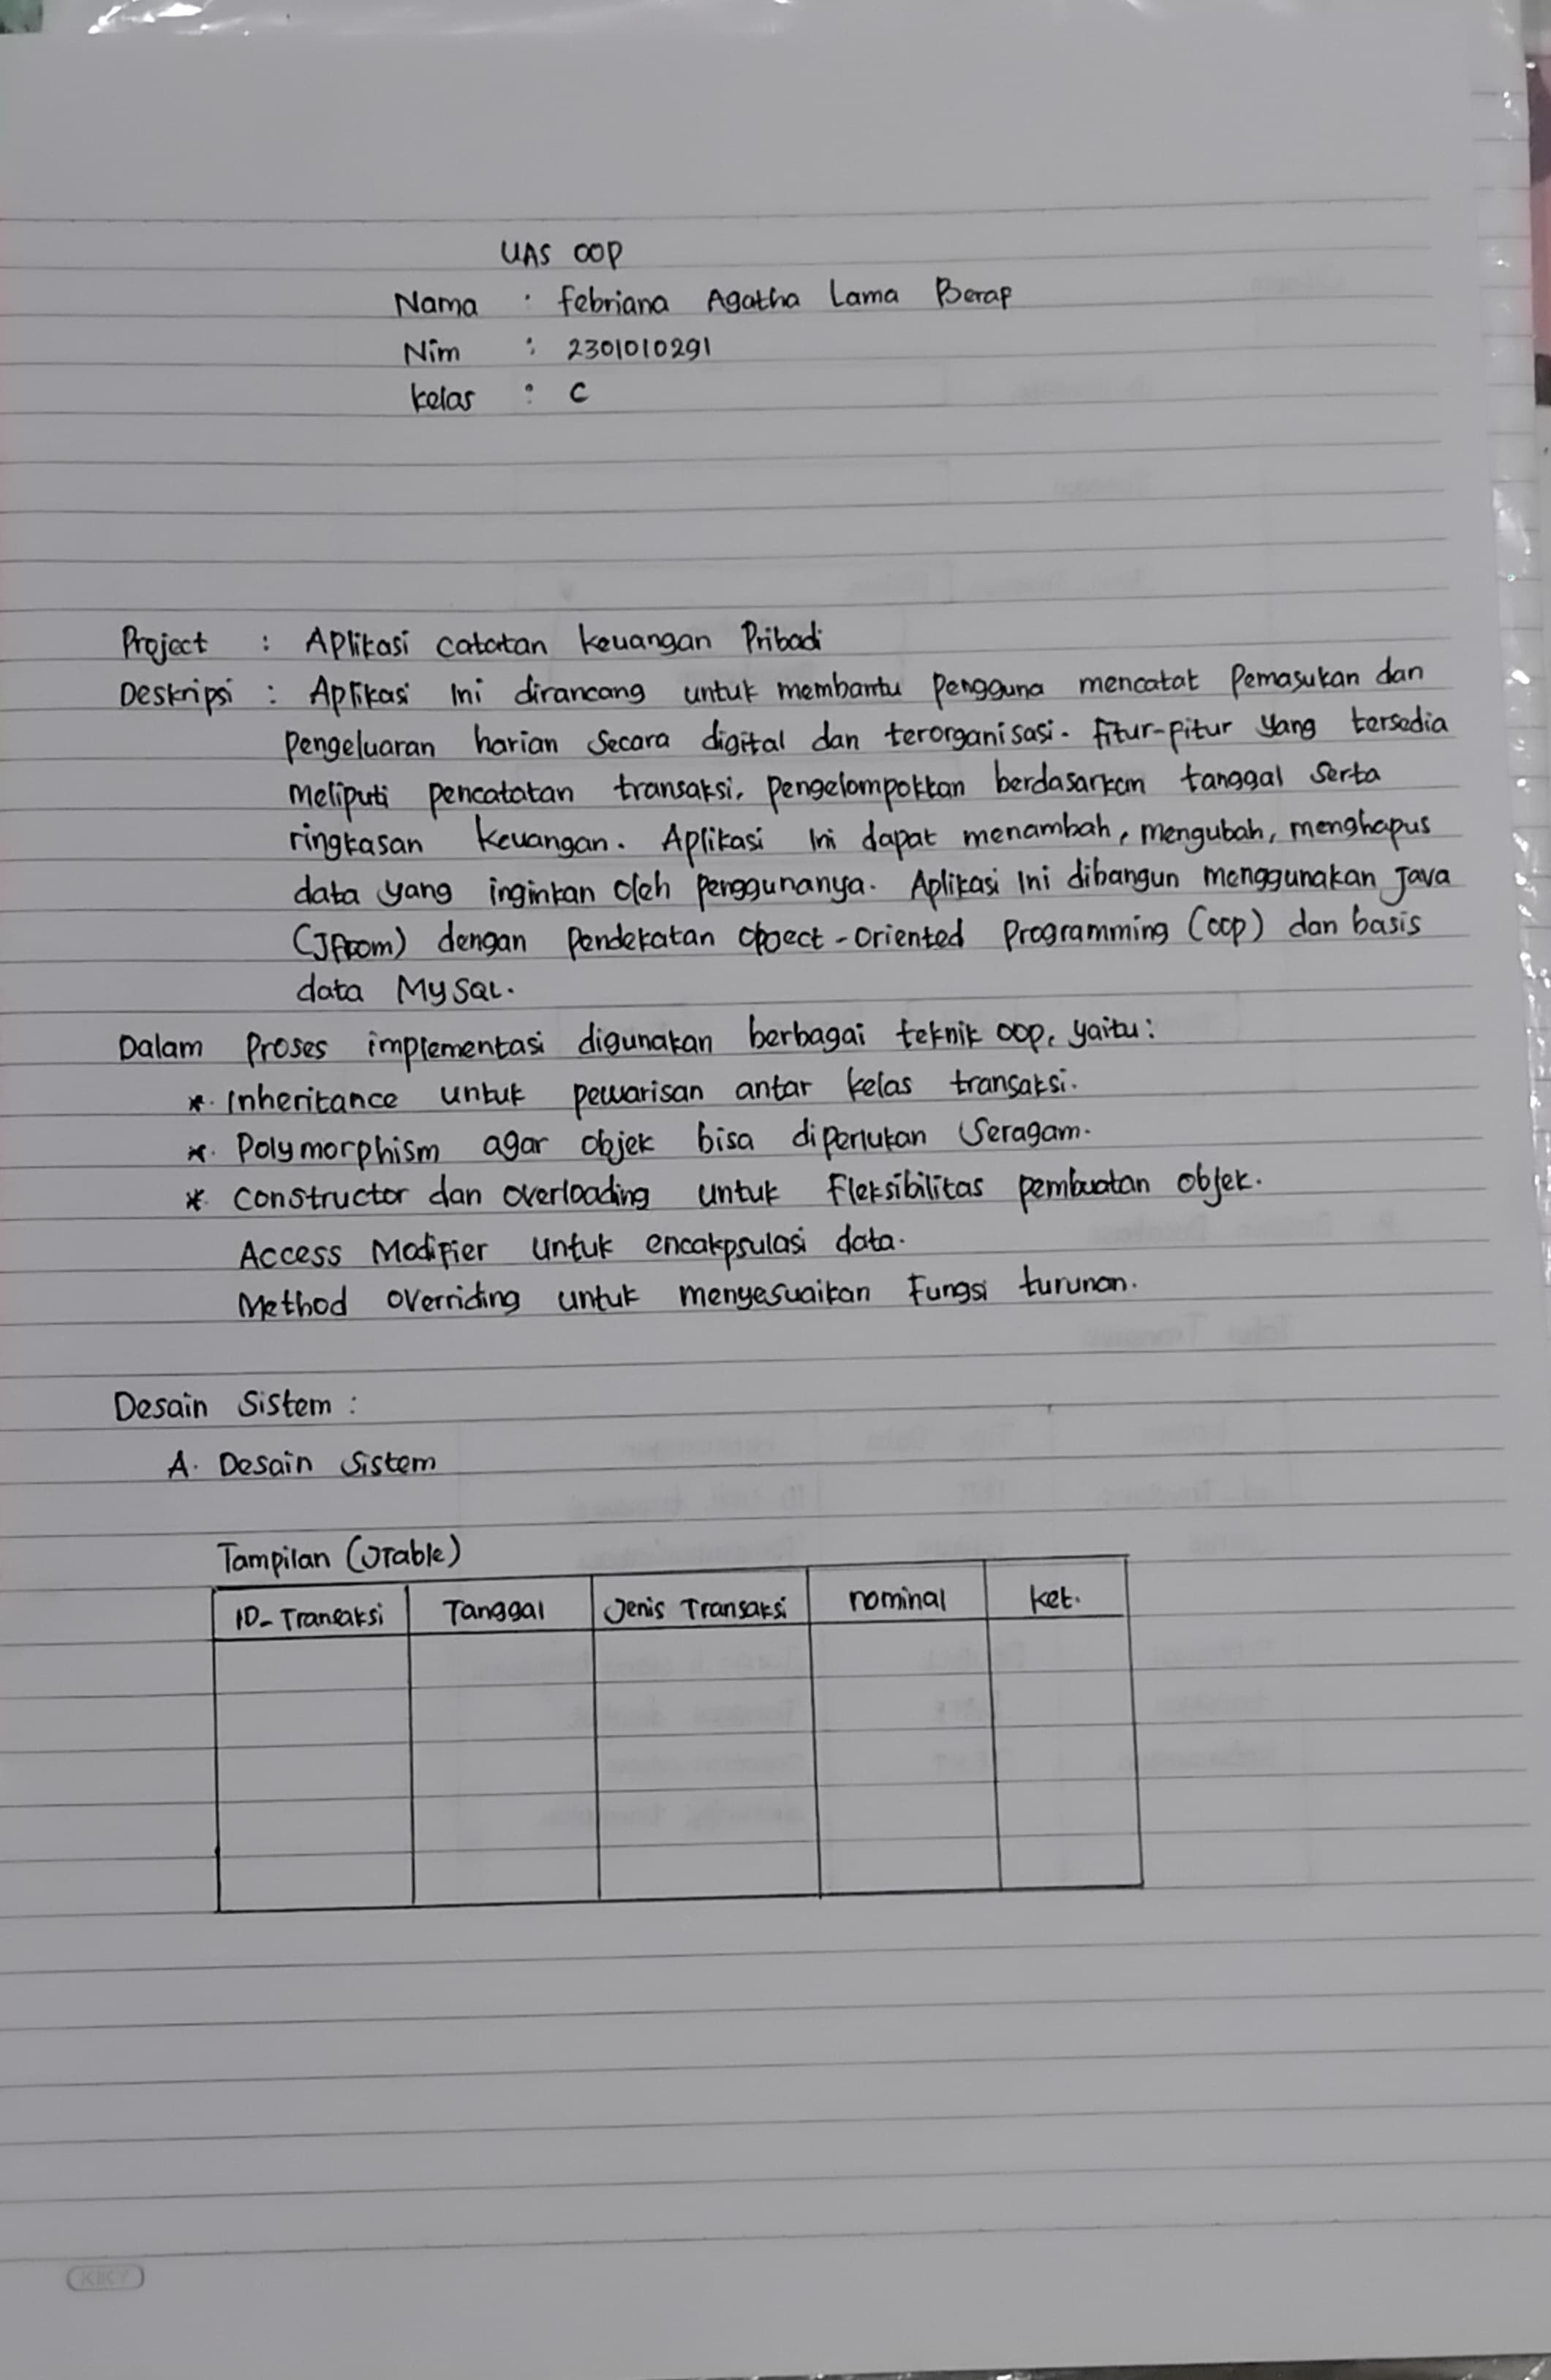 UAS OOP
Nama : Febriana Agatha Lama Berap
Nim : 2301010291
Kelas : C
Project : Aplikasi catatan keuangan Pribadi
Deskripsi : Aplikasi Ini dirancang untuk membantu pengguna mencatat Pemasukan dan
pengeluaran harian secara digital dan terorganisasi. fitur-fitur yang tersedia
meliputi pencatatan transaksi, pengelompokkan berdasarkan tanggal serta
ringkasan keuangan. Aplikasi Ini dapat menambah, mengubah, menghapus
data yang inginkan oleh penggunanya. Aplikasi Ini dibangun menggunakan Java
dengan pendekatan -Oriented Programming (OOP) dan basis
data MySQL.
Dalam Proses implementasi digunakan berbagai teknik OOP, yaitu:
*. Inheritance untuk pewarisan antar kelas transaksi.
*. Polymorphism agar objek bisa diperlukan Seragam.
*. Constructor dan overloading untuk Fleksibilitas pembuatan objek.
Access Modifier untuk encakpsulasi data.
Method overriding untuk menyesuaikan Fungsi turunan.
Desain Sistem :
A. Desain Sistem
Tampilan (JTable)
ID_Transaksi Tanggal Jenis Transaksi nominal ket.
KIKY